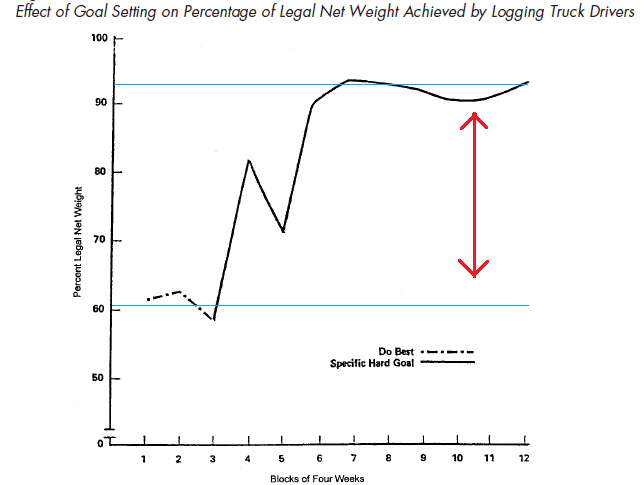 Effect of Goal Setting on Percentage of Legal Net Weight Achieved by Logging Truck Drivers
100
90
80
70
60
50
0
Percent Legal Net Weight
Do Best
Specific Hard Goal
1 2 3 4 5 6 7 8 9 10 11 12
Blocks of Four Weeks